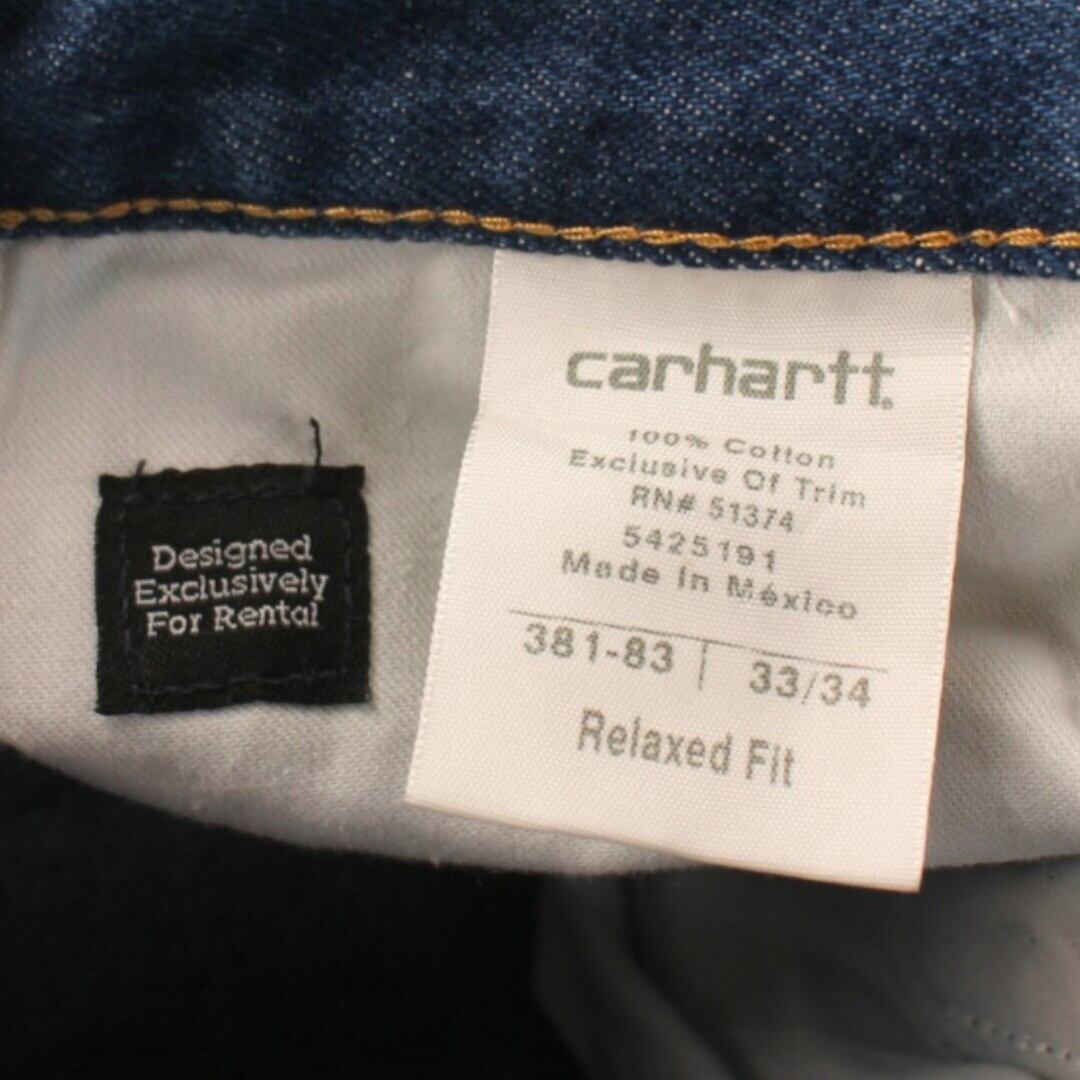 carhartt
100% Cotton
Exclusive Of Trim
RN# 51374
5425191
Made In México
381-83 | 33/34
Relaxed Fit
Designed
Exclusively
For Rental